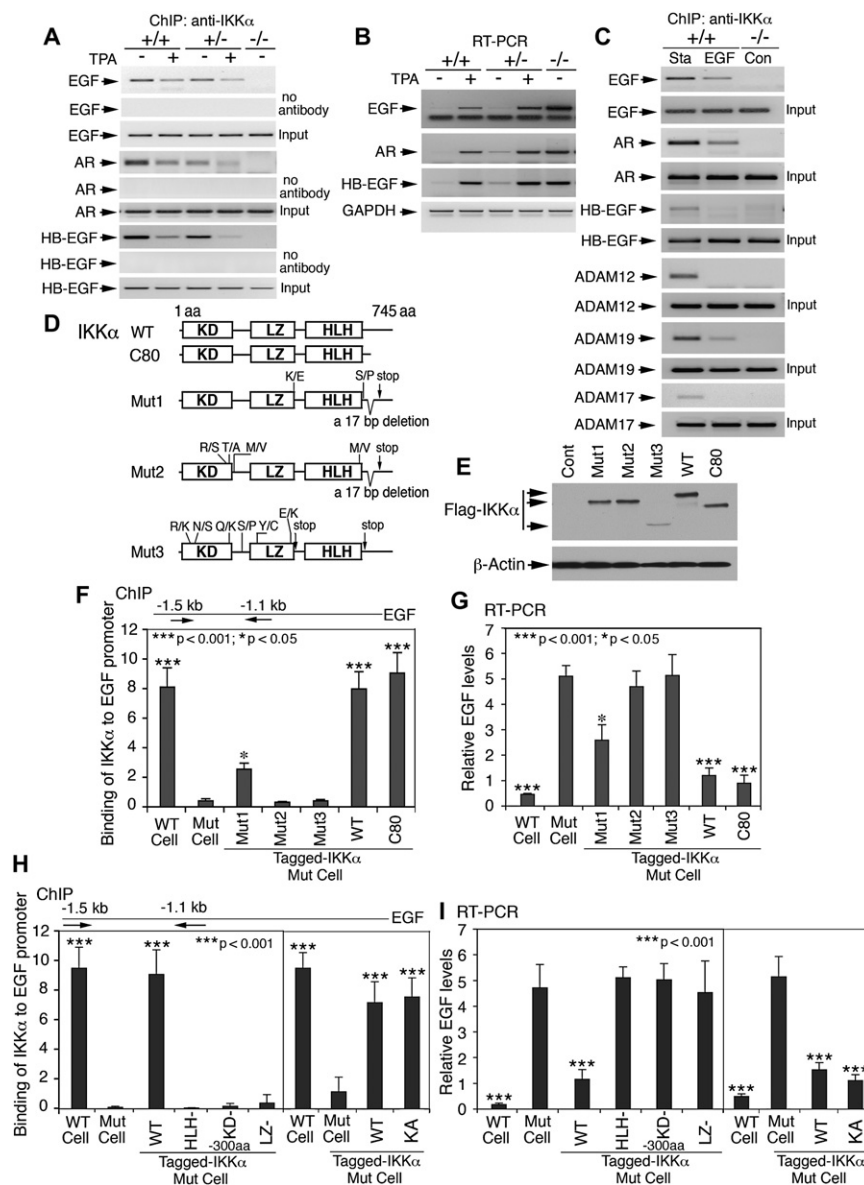 A
ChIP: anti-IKKα
+/+ +/- -/-
TPA - + - + -
EGF
EGF no antibody
EGF Input
AR
AR no antibody
AR Input
HB-EGF
HB-EGF no antibody
HB-EGF Input
B
RT-PCR
+/+ +/- -/-
TPA - + - + -
EGF
AR
HB-EGF
GAPDH
C
ChIP: anti-IKKα
+/+ -/-
Sta EGF Con
EGF
EGF Input
AR
AR Input
HB-EGF
HB-EGF Input
ADAM12
ADAM12 Input
ADAM19
ADAM19 Input
ADAM17
ADAM17 Input
D
1 aa 745 aa
IKKα WT KD LZ HLH
C80 KD LZ HLH
K/E S/P stop
Mut1 KD LZ HLH
a 17 bp deletion
R/S T/A M/V M/V stop
Mut2 KD LZ HLH
a 17 bp deletion
R/K N/S Q/K S/P Y/C E/K stop stop
Mut3 KD LZ HLH
E
Cont Mut1 Mut2 Mut3 WT C80
Flag-IKKα
β-Actin
F
ChIP
-1.5 kb -1.1 kb
EGF
***p < 0.001; *p < 0.05
Binding of IKKα to EGF promoter
12
10
8
6
4
2
0
*** * *** ***
WT Cell Mut Cell Mut1 Mut2 Mut3 WT C80
Tagged-IKKα
Mut Cell
G
RT-PCR
***p < 0.001; *p < 0.05
Relative EGF levels
7
6
5
4
3
2
1
0
*** * *** ***
WT Cell Mut Cell Mut1 Mut2 Mut3 WT C80
Tagged-IKKα
Mut Cell
H
ChIP
-1.5 kb -1.1 kb
EGF
***p < 0.001
Binding of IKKα to EGF promoter
12
10
8
6
4
2
0
*** *** *** *** ***
WT Cell Mut Cell WT HLH- KD- -300aa LZ- WT Cell Mut Cell WT KA
Tagged-IKKα Tagged-IKKα
Mut Cell Mut Cell
I
RT-PCR
***p < 0.001
Relative EGF levels
7
6
5
4
3
2
1
0
*** *** *** *** ***
WT Cell Mut Cell WT HLH- KD- -300aa LZ- WT Cell Mut Cell WT KA
Tagged-IKKα Tagged-IKKα
Mut Cell Mut Cell